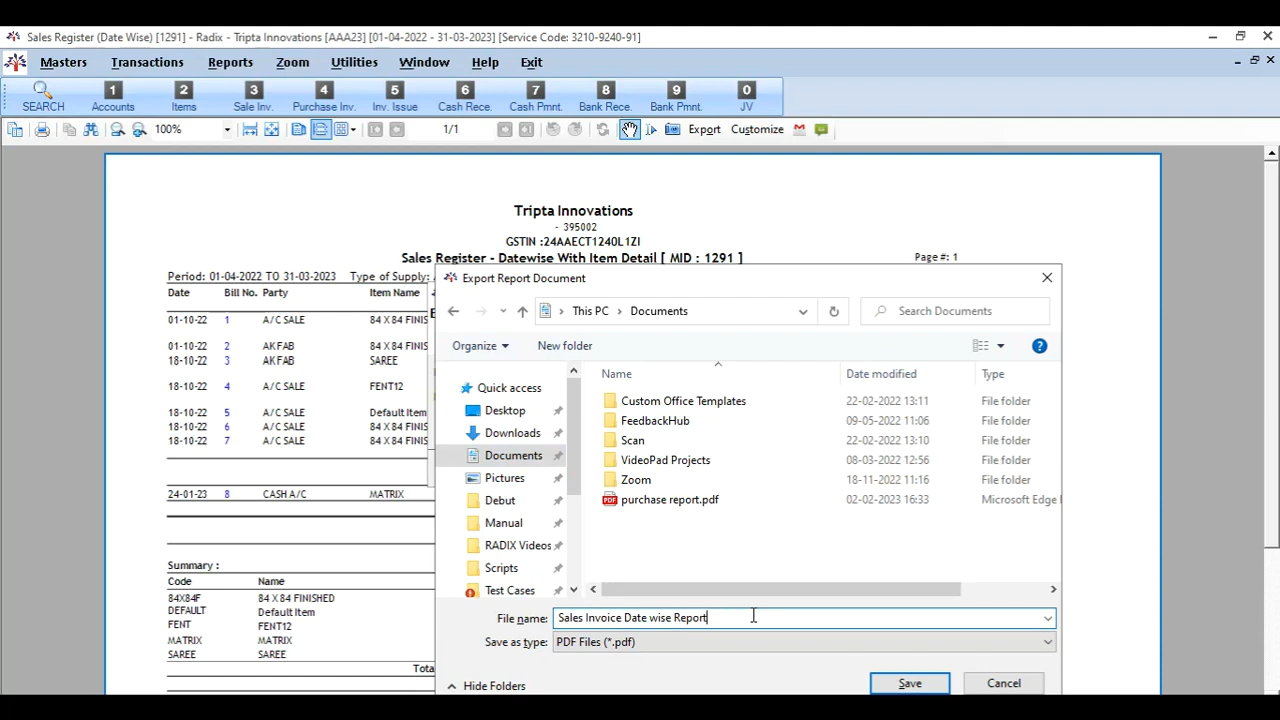 Sales Register (Date Wise) [1291] - Radix - Tripta Innovations [AAA23] [01-04-2022 - 31-03-2023] [Service Code: 3210-9240-91]
Masters Transactions Reports Zoom Utilities Window Help Exit
1 2 3 4 5 6 7 8 9 0
SEARCH Accounts Items Sale Inv. Purchase Inv. Inv. Issue Cash Rece. Cash Pmnt. Bank Rece. Bank Pmnt. JV
100% 1/1 Export Customize
Tripta Innovations
- 395002
GSTIN :24AAECT1240L1ZI
Sales Register - Datewise With Item Detail [ MID : 1291 ] Page #: 1
Period: 01-04-2022 TO 31-03-2023 Type of Supply:
Date Bill No. Party Item Name
01-10-22 1 A/C SALE 84 X 84 FINIS
01-10-22 2 AK FAB 84 X 84 FINIS
18-10-22 3 AK FAB SAREE
18-10-22 4 A/C SALE FENT12
18-10-22 5 A/C SALE Default Item
18-10-22 6 A/C SALE 84 X 84 FINIS
18-10-22 7 A/C SALE 84 X 84 FINIS
24-01-23 8 CASH A/C MATRIX
Summary :
Code Name
84X84F 84 X 84 FINISHED
DEFAULT Default Item
FENT FENT12
MATRIX MATRIX
SAREE SAREE
Tota
Export Report Document
This PC Documents Search Documents
Organize New folder
Name Date modified Type
Quick access
Desktop
Downloads
Documents
Pictures
Debut
Manual
RADIX Videos
Scripts
Test Cases
Custom Office Templates 22-02-2022 13:11 File folder
FeedbackHub 09-05-2022 11:06 File folder
Scan 22-02-2022 13:10 File folder
VideoPad Projects 08-03-2022 12:56 File folder
Zoom 18-11-2022 11:16 File folder
PDF purchase report.pdf 02-02-2023 16:33 Microsoft Edge
File name: Sales Invoice Date wise Report
Save as type: PDF Files (*.pdf)
Hide Folders Save Cancel